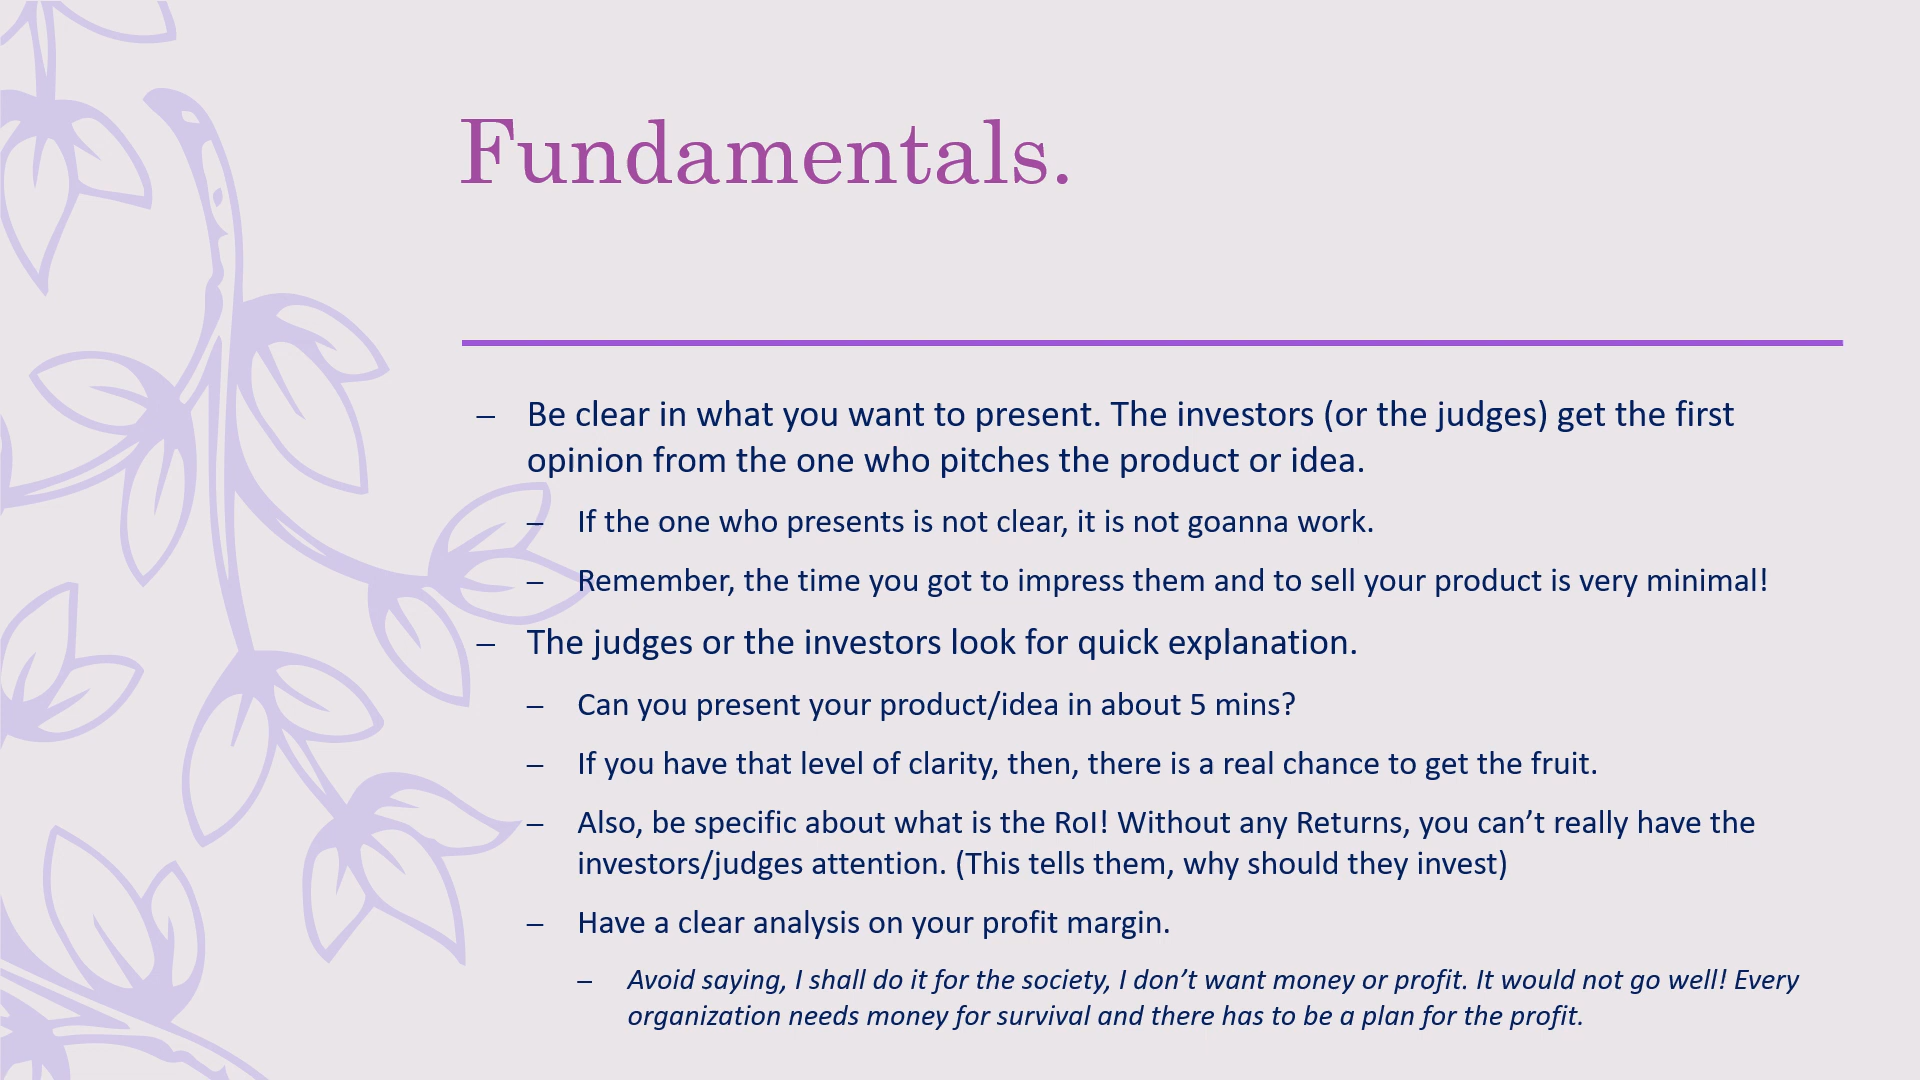 Fundamentals.
– Be clear in what you want to present. The investors (or the judges) get the first
opinion from the one who pitches the product or idea.
– If the one who presents is not clear, it is not goanna work.
– Remember, the time you got to impress them and to sell your product is very minimal!
– The judges or the investors look for quick explanation.
– Can you present your product/idea in about 5 mins?
– If you have that level of clarity, then, there is a real chance to get the fruit.
– Also, be specific about what is the RoI! Without any Returns, you can’t really have the
investors/judges attention. (This tells them, why should they invest)
– Have a clear analysis on your profit margin.
– Avoid saying, I shall do it for the society, I don’t want money or profit. It would not go well! Every
organization needs money for survival and there has to be a plan for the profit.